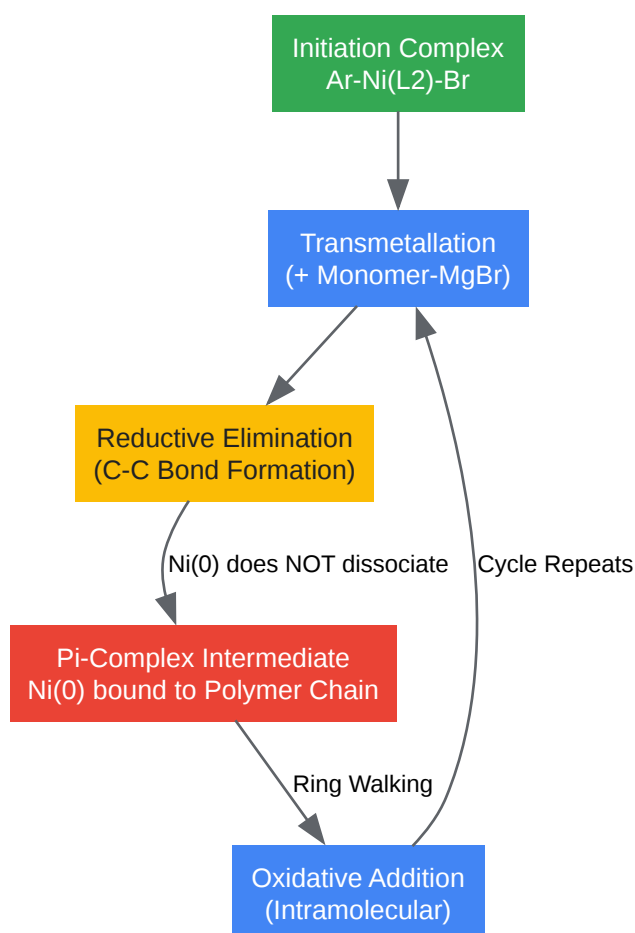 Initiation Complex
Ar-Ni(L2)-Br
Transmetallation
(+ Monomer-MgBr)
Reductive Elimination
(C-C Bond Formation)
Ni(0) does NOT dissociate
Cycle Repeats
Pi-Complex Intermediate
Ni(0) bound to Polymer Chain
Ring Walking
Oxidative Addition
(Intramolecular)